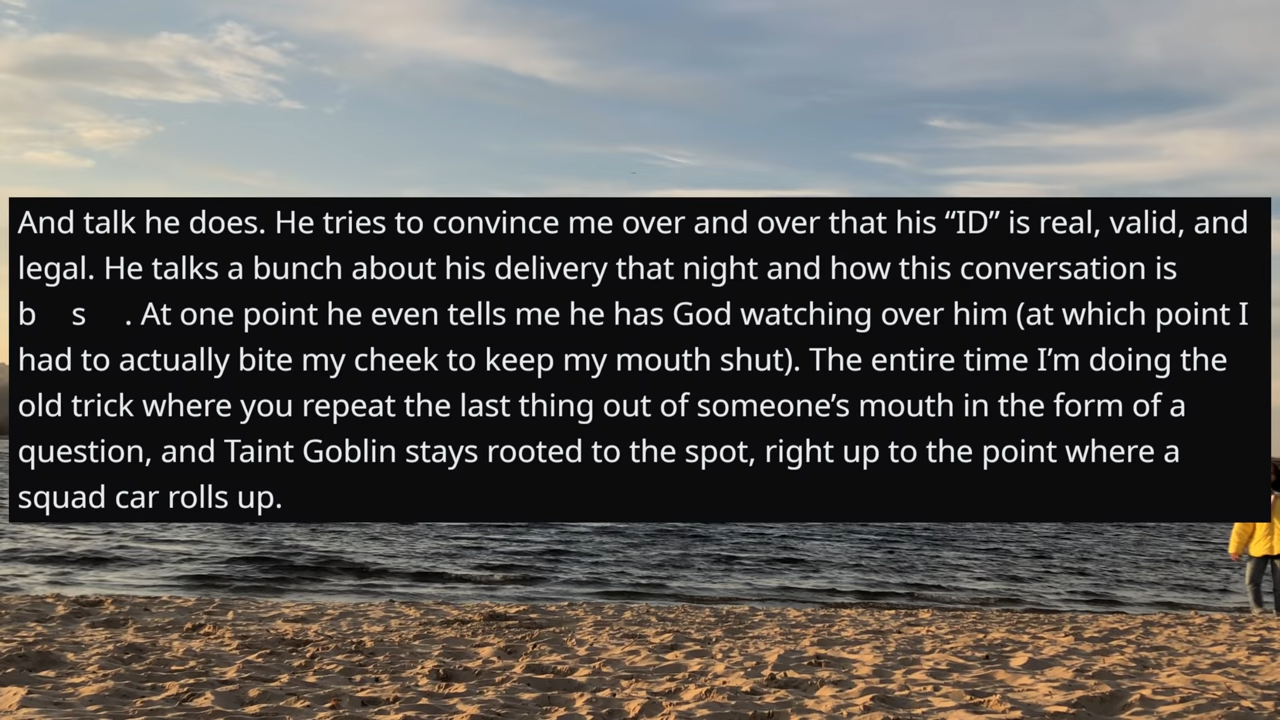 And talk he does. He tries to convince me over and over that his “ID” is real, valid, and
legal. He talks a bunch about his delivery that night and how this conversation is
b s . At one point he even tells me he has God watching over him (at which point I
had to actually bite my cheek to keep my mouth shut). The entire time I’m doing the
old trick where you repeat the last thing out of someone’s mouth in the form of a
question, and Taint Goblin stays rooted to the spot, right up to the point where a
squad car rolls up.